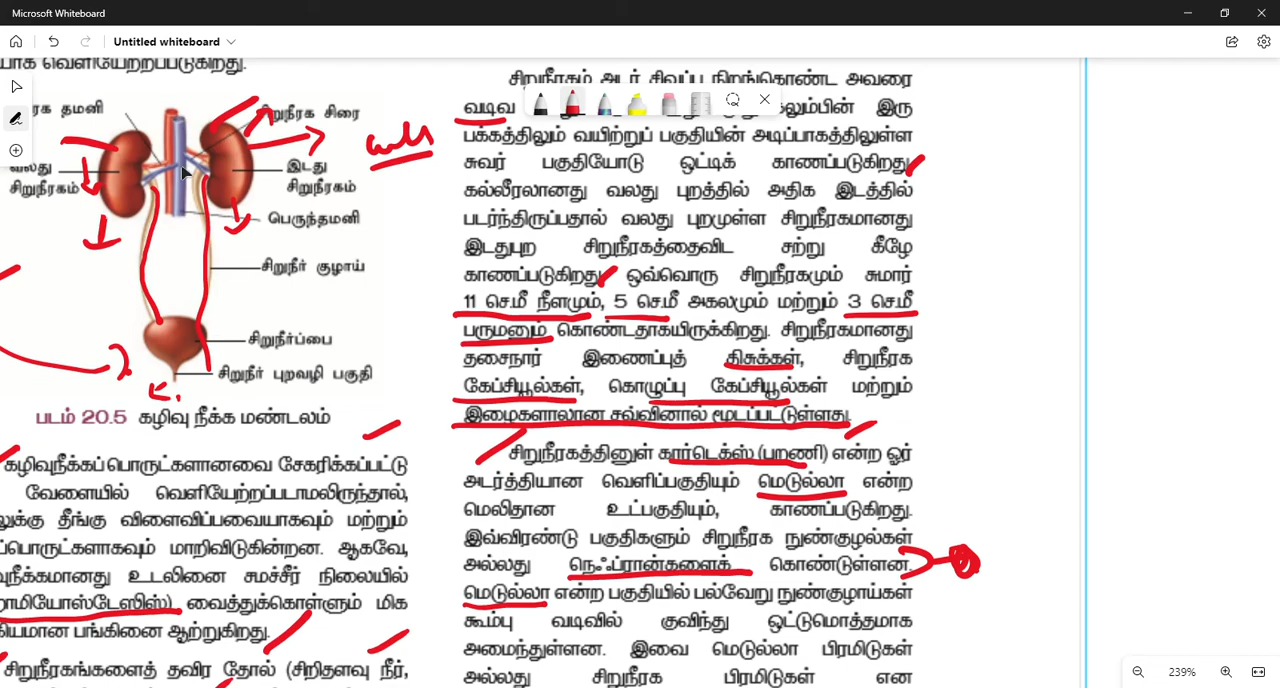 Microsoft Whiteboard
Untitled whiteboard
யாக வெளியேற்றப்படுகிறது.
ரக தமனி
சிறுநீரக சிரை
வலது
சிறுநீரகம்
இடது
சிறுநீரகம்
பெருந்தமனி
சிறுநீர் குழாய்
சிறுநீர்ப்பை
சிறுநீர் புறவழி பகுதி
படம் 20.5 கழிவு நீக்க மண்டலம்
கழிவுநீக்கப்பொருட்களானவை சேகரிக்கப்பட்டு
வேளையில் வெளியேற்றப்படாமலிருந்தால்,
லுக்கு தீங்கு விளைவிப்பவையாகவும் மற்றும்
ப்பொருட்களாகவும் மாறிவிடுகின்றன. ஆகவே,
வுநீக்கமானது உடலினை சமச்சீர் நிலையில்
றாமியோஸ்டேஸிஸ்) வைத்துக்கொள்ளும் மிக
கியமான பங்கினை ஆற்றுகிறது.
சிறுநீரகங்களைத் தவிர தோல் (சிறிதளவு நீர்,
சிறுநீரகம் அடர் சிவப்பு நிறங்கொண்ட அவரை
வடிவ லும்பின் இரு
பக்கத்திலும் வயிற்றுப் பகுதியின் அடிப்பாகத்திலுள்ள
சுவர் பகுதியோடு ஒட்டிக் காணப்படுகிறது.
கல்லீரலானது வலது புறத்தில் அதிக இடத்தில்
படர்ந்திருப்பதால் வலது புறமுள்ள சிறுநீரகமானது
இடதுபுற சிறுநீரகத்தைவிட சற்று கீழே
காணப்படுகிறது. ஒவ்வொரு சிறுநீரகமும் சுமார்
11 செ.மீ நீளமும், 5 செ.மீ அகலமும் மற்றும் 3 செ.மீ
பருமனும் கொண்டதாகயிருக்கிறது. சிறுநீரகமானது
தசைநார் இணைப்புத் திசுக்கள், சிறுநீரக
கேப்சியூல்கள், கொழுப்பு கேப்சியூல்கள் மற்றும்
இழைகளாலான சவ்வினால் மூடப்பட்டுள்ளது.
சிறுநீரகத்தினுள் கார்டெக்ஸ் (புறணி) என்ற ஓர்
அடர்த்தியான வெளிப்பகுதியும் மெடுல்லா என்ற
மெலிதான உட்பகுதியும், காணப்படுகிறது.
இவ்விரண்டு பகுதிகளும் சிறுநீரக நுண்குழல்கள்
அல்லது நெஃப்ரான்களைக் கொண்டுள்ளன.
மெடுல்லா என்ற பகுதியில் பல்வேறு நுண்குழாய்கள்
கூம்பு வடிவில் குவிந்து ஒட்டுமொத்தமாக
அமைந்துள்ளன. இவை மெடுல்லா பிரமிடுகள்
அல்லது சிறுநீரக பிரமிடுகள் என
239%